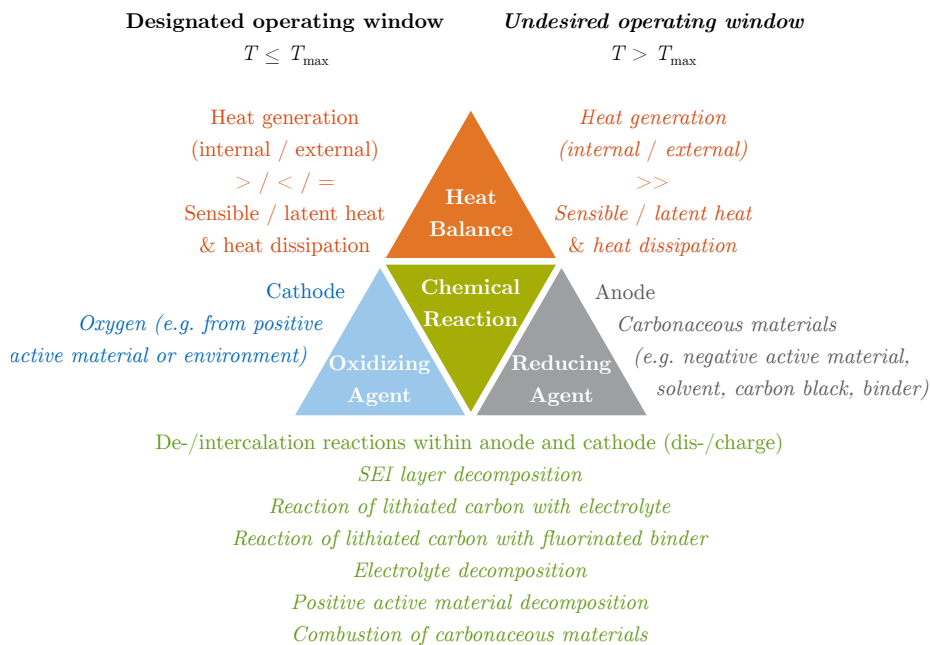 Designated operating window
T ≤ T_max
Undesired operating window
T > T_max
Heat generation
(internal / external)
> / < / =
Sensible / latent heat
& heat dissipation
Heat generation
(internal / external)
>>
Sensible / latent heat
& heat dissipation
Heat
Balance
Cathode
Oxygen (e.g. from positive
active material or environment)
Chemical
Reaction
Anode
Carbonaceous materials
(e.g. negative active material,
solvent, carbon black, binder)
Oxidizing
Agent
Reducing
Agent
De-/intercalation reactions within anode and cathode (dis-/charge)
SEI layer decomposition
Reaction of lithiated carbon with electrolyte
Reaction of lithiated carbon with fluorinated binder
Electrolyte decomposition
Positive active material decomposition
Combustion of carbonaceous materials